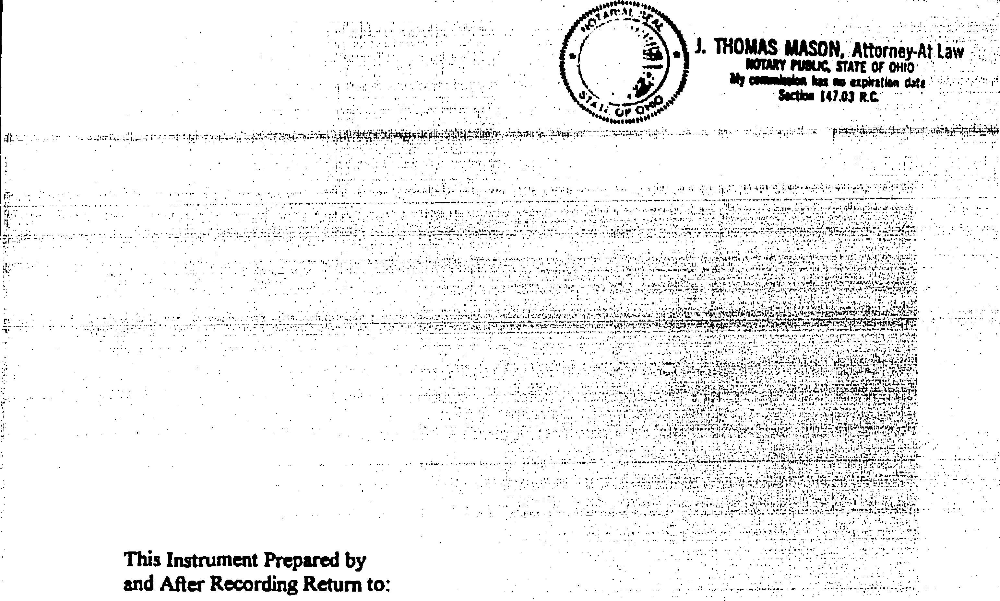 NOTARIAL SEAL
STATE OF OHIO
J. THOMAS MASON, Attorney-At Law
NOTARY PUBLIC, STATE OF OHIO
My commission has no expiration date
Section 147.03 R.C.
This Instrument Prepared by
and After Recording Return to: